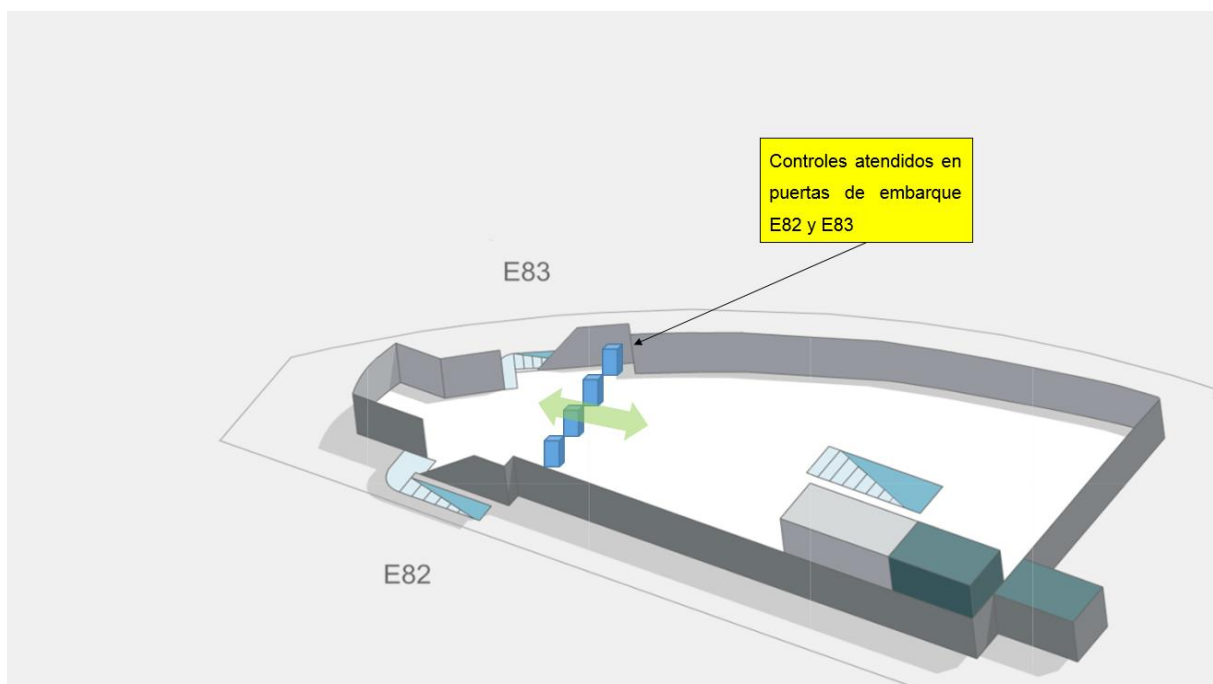 Controles atendidos en
puertas de embarque
E82 y E83
E83
E82